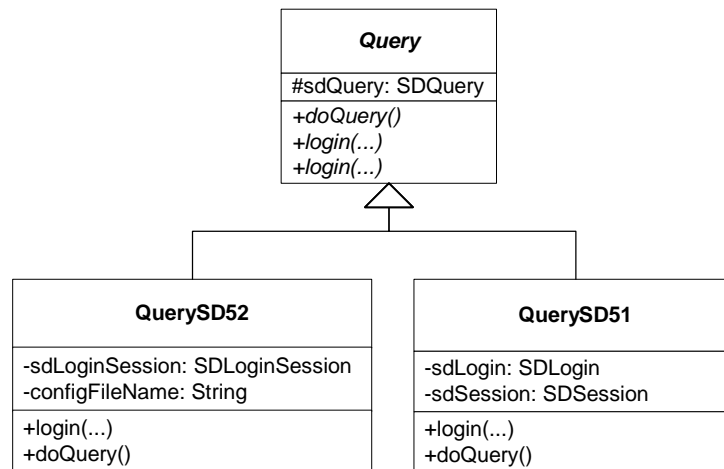 Query
#sdQuery: SDQuery
+doQuery()
+login(...)
+login(...)
QuerySD52
-sdLoginSession: SDLoginSession
-configFileName: String
+login(...)
+doQuery()
QuerySD51
-sdLogin: SDLogin
-sdSession: SDSession
+login(...)
+doQuery()